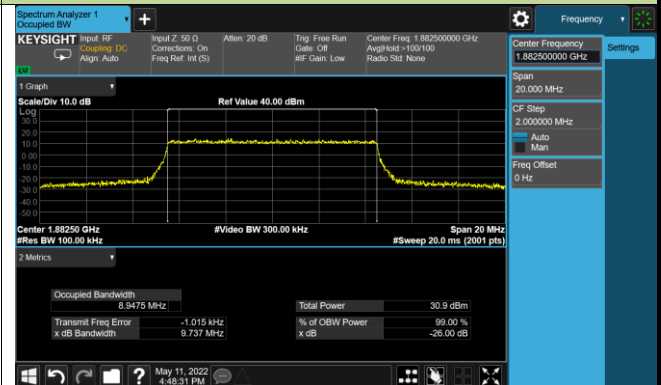 Spectrum Analyzer 1
Occupied BW
+
Frequency
KEYSIGHT
Input: RF
Coupling: DC
Align: Auto
Input Z: 50 Ω
Corrections: On
Freq Ref: Int (S)
Atten: 20 dB
Trig: Free Run
Gate: Off
#IF Gain: Low
Center Freq: 1.882500000 GHz
Avg|Hold:>100/100
Radio Std: None
Center Frequency
1.882500000 GHz
Settings
Span
20.000 MHz
CF Step
2.000000 MHz
Auto
Man
Freq Offset
0 Hz
1 Graph
Scale/Div 10.0 dB
Ref Value 40.00 dBm
Log
30.0
20.0
10.0
0.00
-10.0
-20.0
-30.0
-40.0
-50.0
Center 1.88250 GHz
#Video BW 300.00 kHz
Span 20 MHz
#Res BW 100.00 kHz
#Sweep 20.0 ms (2001 pts)
2 Metrics
Occupied Bandwidth
8.9475 MHz
Total Power 30.9 dBm
Transmit Freq Error -1.015 kHz
% of OBW Power 99.00 %
x dB Bandwidth 9.737 MHz
x dB -26.00 dB
?
May 11, 2022
4:48:31 PM